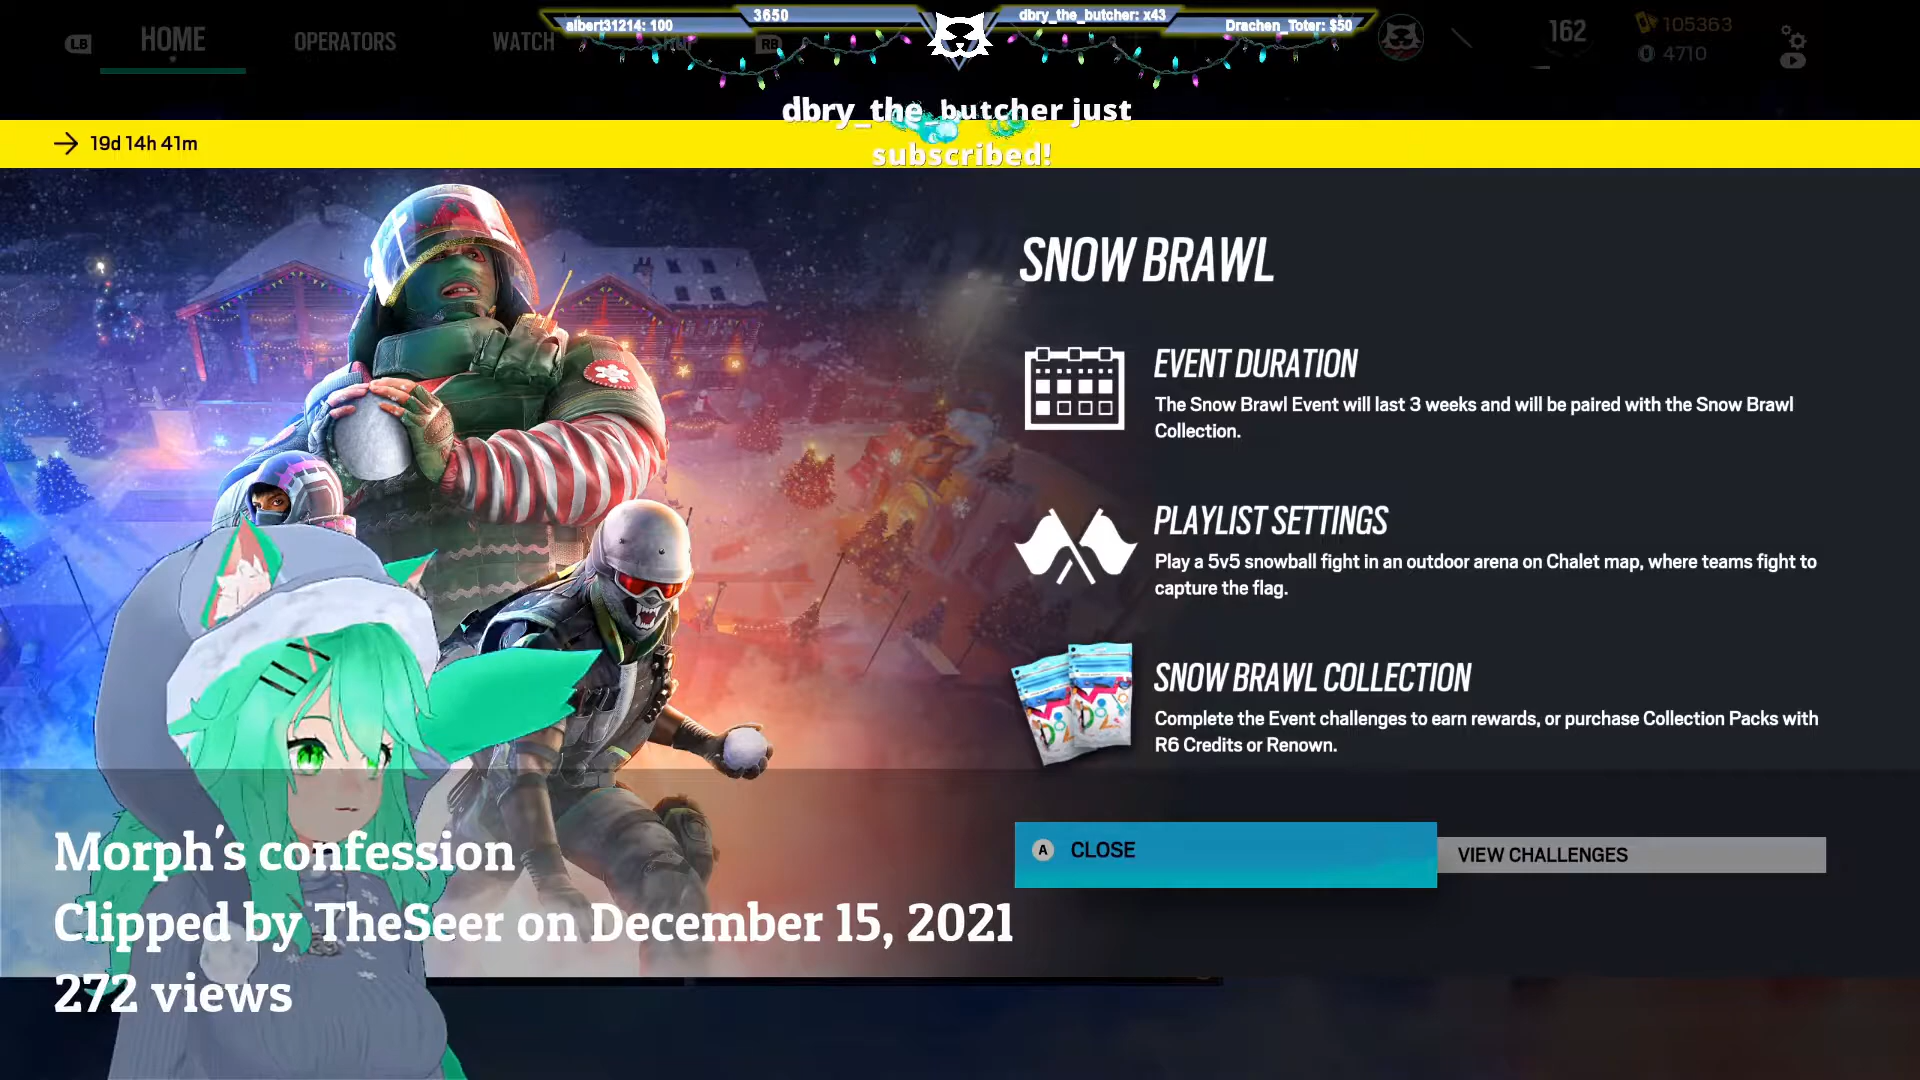 albert31214: 100
3650
dbry_the_butcher: x43
Drachen_Toter: $50
LB
HOME
OPERATORS
WATCH
SHOP
RB
162
105363
4710
dbry_the_butcher just
subscribed!
19d 14h 41m
SNOW BRAWL
EVENT DURATION
The Snow Brawl Event will last 3 weeks and will be paired with the Snow Brawl
Collection.
PLAYLIST SETTINGS
Play a 5v5 snowball fight in an outdoor arena on Chalet map, where teams fight to
capture the flag.
SNOW BRAWL COLLECTION
Complete the Event challenges to earn rewards, or purchase Collection Packs with
R6 Credits or Renown.
A CLOSE
VIEW CHALLENGES
Morph's confession
Clipped by TheSeer on December 15, 2021
272 views